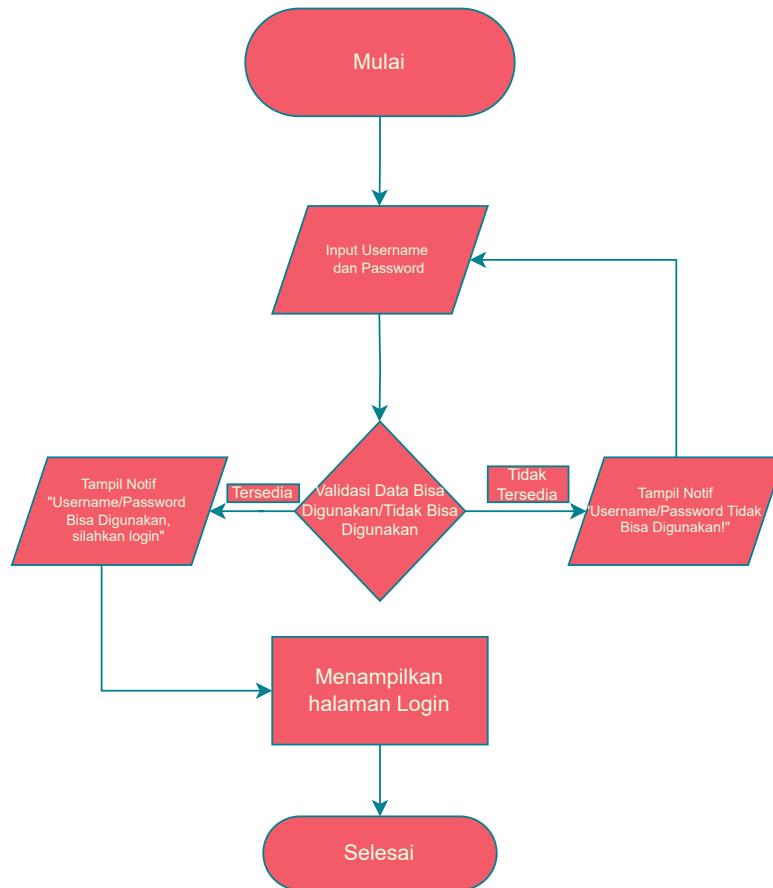 Mulai
Input Username
dan Password
Tampil Notif
"Username/Password
Bisa Digunakan,
silahkan login"
Tersedia
Validasi Data Bisa
Digunakan/Tidak Bisa
Digunakan
Tidak
Tersedia
Tampil Notif
"Username/Password Tidak
Bisa Digunakan!"
Menampilkan
halaman Login
Selesai